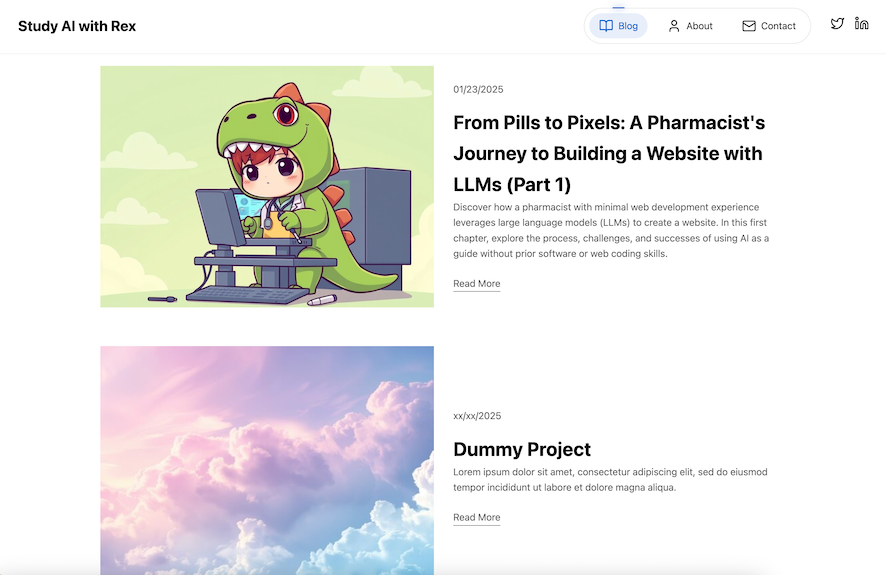 Study AI with Rex
Blog
About
Contact
01/23/2025
From Pills to Pixels: A Pharmacist's
Journey to Building a Website with
LLMs (Part 1)
Discover how a pharmacist with minimal web development experience
leverages large language models (LLMs) to create a website. In this first
chapter, explore the process, challenges, and successes of using AI as a
guide without prior software or web coding skills.
Read More
xx/xx/2025
Dummy Project
Lorem ipsum dolor sit amet, consectetur adipiscing elit, sed do eiusmod
tempor incididunt ut labore et dolore magna aliqua.
Read More